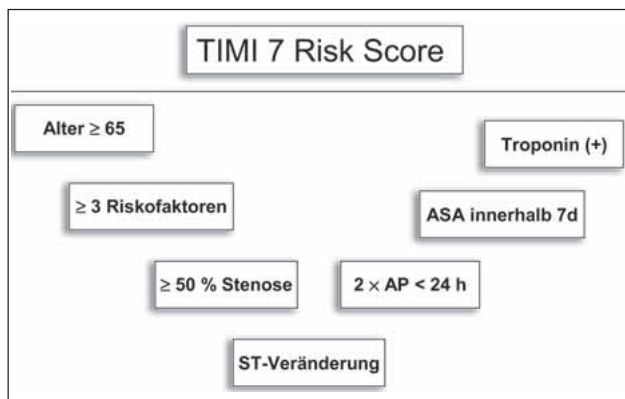 TIMI 7 Risk Score
Alter ≥ 65
Troponin (+)
≥ 3 Riskofaktoren
ASA innerhalb 7d
≥ 50 % Stenose
2 × AP < 24 h
ST-Veränderung